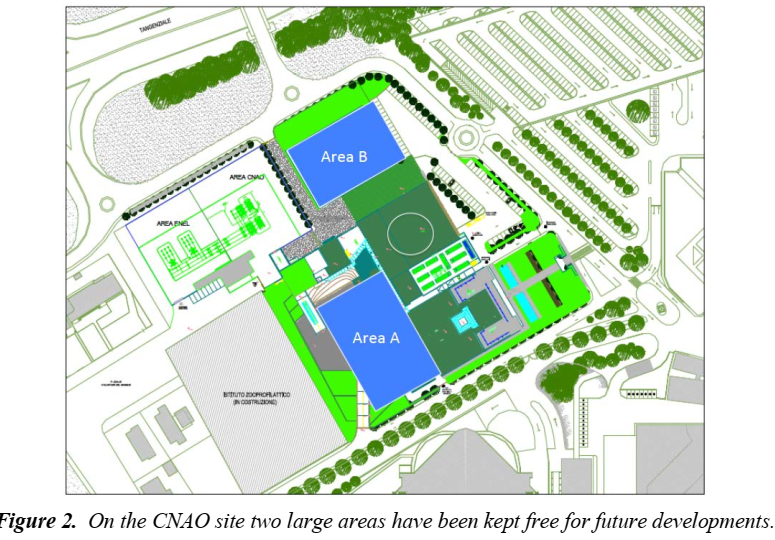 TANGENZIALE
Area B
AREA CNAO
AREA ENEL
Area A
ISTITUTO ZOOPROFILATTICO
(IN COSTRUZIONE)
Figure 2. On the CNAO site two large areas have been kept free for future developments.